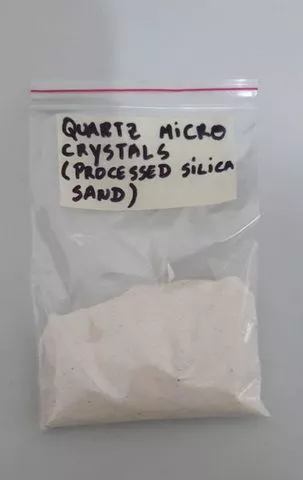 QUARTZ MICRO
CRYSTALS
(PROCESSED SILICA
SAND)